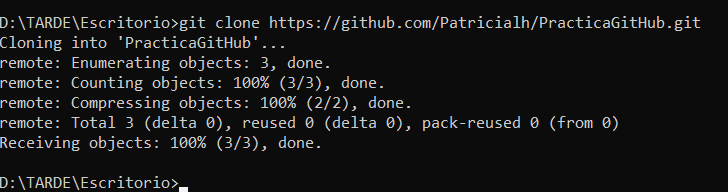 D:\TARDE\Escritorio>git clone https://github.com/Patricialh/PracticaGitHub.git
Cloning into 'PracticaGitHub'...
remote: Enumerating objects: 3, done.
remote: Counting objects: 100% (3/3), done.
remote: Compressing objects: 100% (2/2), done.
remote: Total 3 (delta 0), reused 0 (delta 0), pack-reused 0 (from 0)
Receiving objects: 100% (3/3), done.
D:\TARDE\Escritorio>